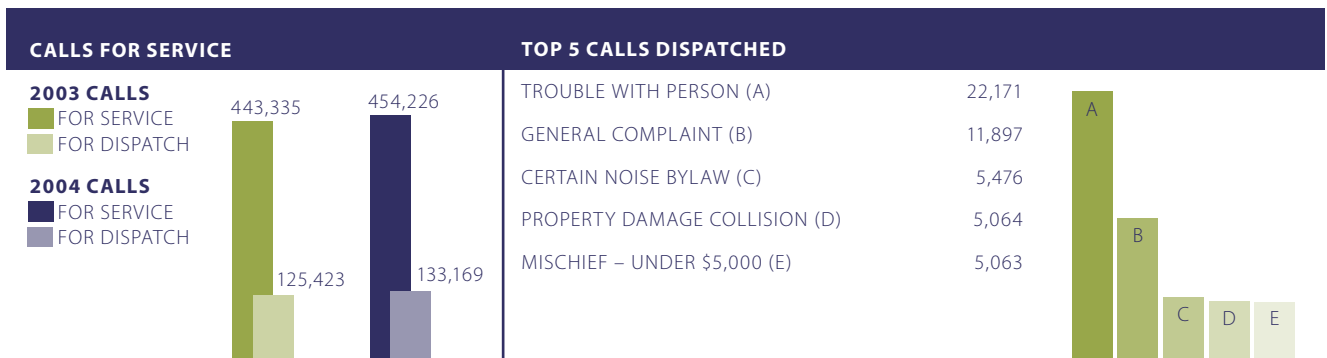 CALLS FOR SERVICE
2003 CALLS
FOR SERVICE
FOR DISPATCH
2004 CALLS
FOR SERVICE
FOR DISPATCH
443,335
125,423
454,226
133,169
TOP 5 CALLS DISPATCHED
TROUBLE WITH PERSON (A) 22,171
GENERAL COMPLAINT (B) 11,897
CERTAIN NOISE BYLAW (C) 5,476
PROPERTY DAMAGE COLLISION (D) 5,064
MISCHIEF – UNDER $5,000 (E) 5,063
A
B
C
D
E